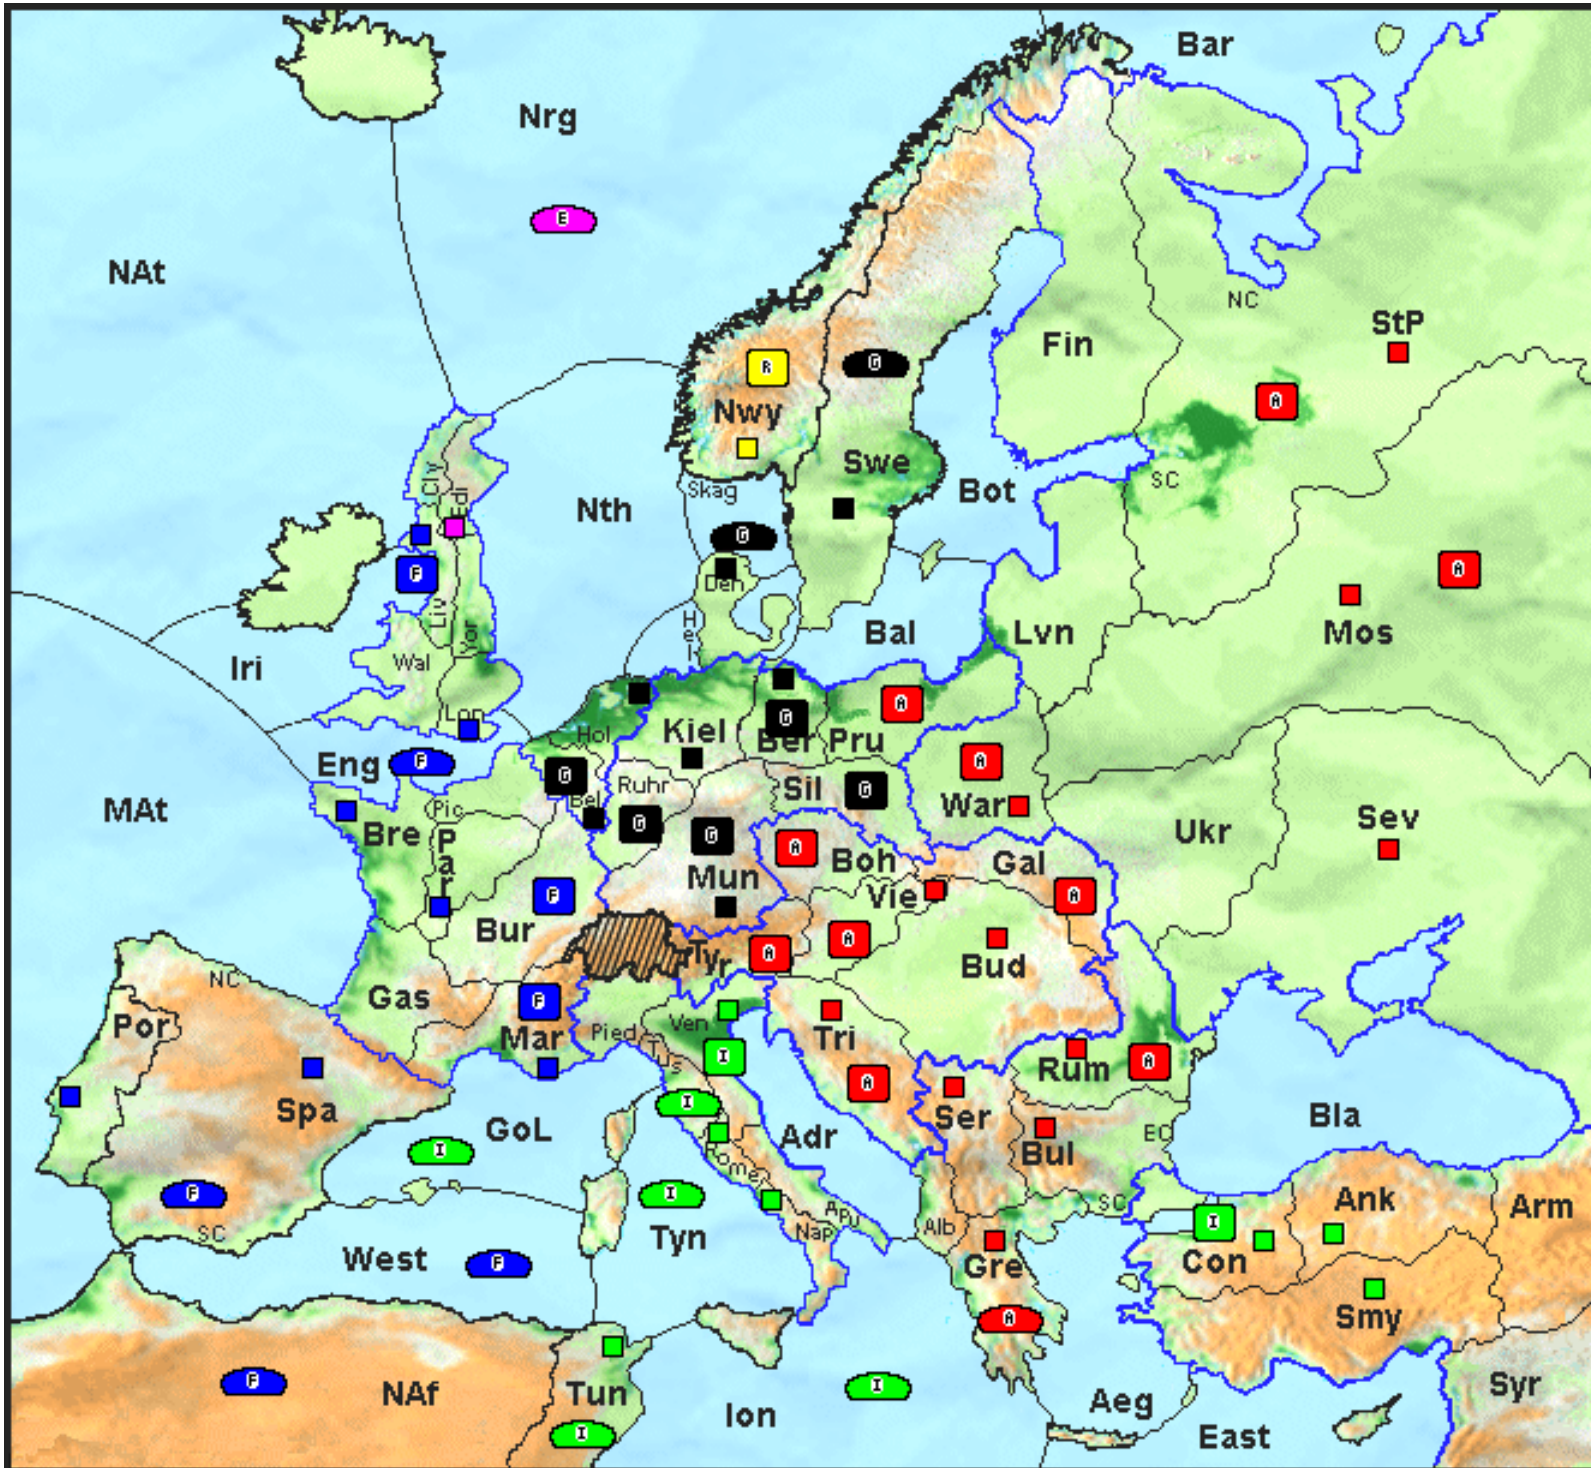 Bar
Nrg
E
NAt
NC
StP
Fin
R
G
A
Nwy
Swe
Cly
Edi
SC
Skag
Bot
Nth
G
A
F
Den
Liv
Yor
Hel
Bal
Lvn
Mos
Iri
Wal
A
Lon
G
Hol
Kiel
Ber
Pru
Eng
F
G
A
Ruhr
Sil
G
Bel
MAt
Pic
War
G
G
Bre
Par
A
Boh
Gal
Ukr
Sev
Mun
Vie
F
A
Bur
A
Tyr
A
Bud
NC
Gas
F
Por
Mar
Pied
Ven
Tri
Tus
I
Rum
A
Spa
I
A
Ser
GoL
Adr
Bul
EC
Bla
I
Rome
F
I
Apu
SC
Ank
Arm
SC
Tyn
Nap
Alb
I
West
F
Gre
Con
A
Smy
F
NAf
Tun
I
Ion
Aeg
Syr
I
East